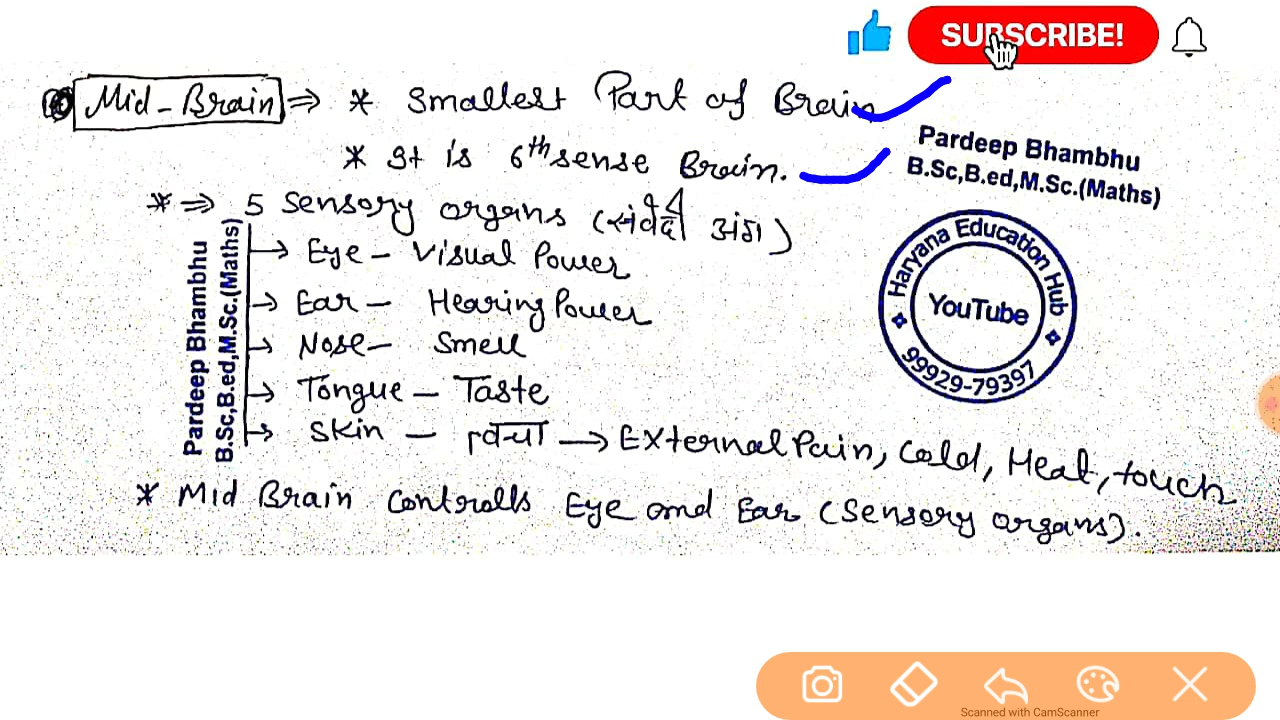 SUBSCRIBE!
Mid-Brain ⇒ * Smallest Part of Brain
* It is 6th sense Brain.
Pardeep Bhambhu
B.Sc,B.ed,M.Sc.(Maths)
* ⇒ 5 Sensory organs (संवेदी अंग)
→ Eye - Visual Power
→ Ear - Hearing Power
→ Nose - Smell
→ Tongue - Taste
→ Skin - त्वचा → External Pain, Cold, Heat, touch
* Mid Brain Controlls Eye and Ear (Sensory organs).
Pardeep Bhambhu
B.Sc,B.ed,M.Sc.(Maths)
Haryana Education Hub
YouTube
99929-79397
Scanned with CamScanner